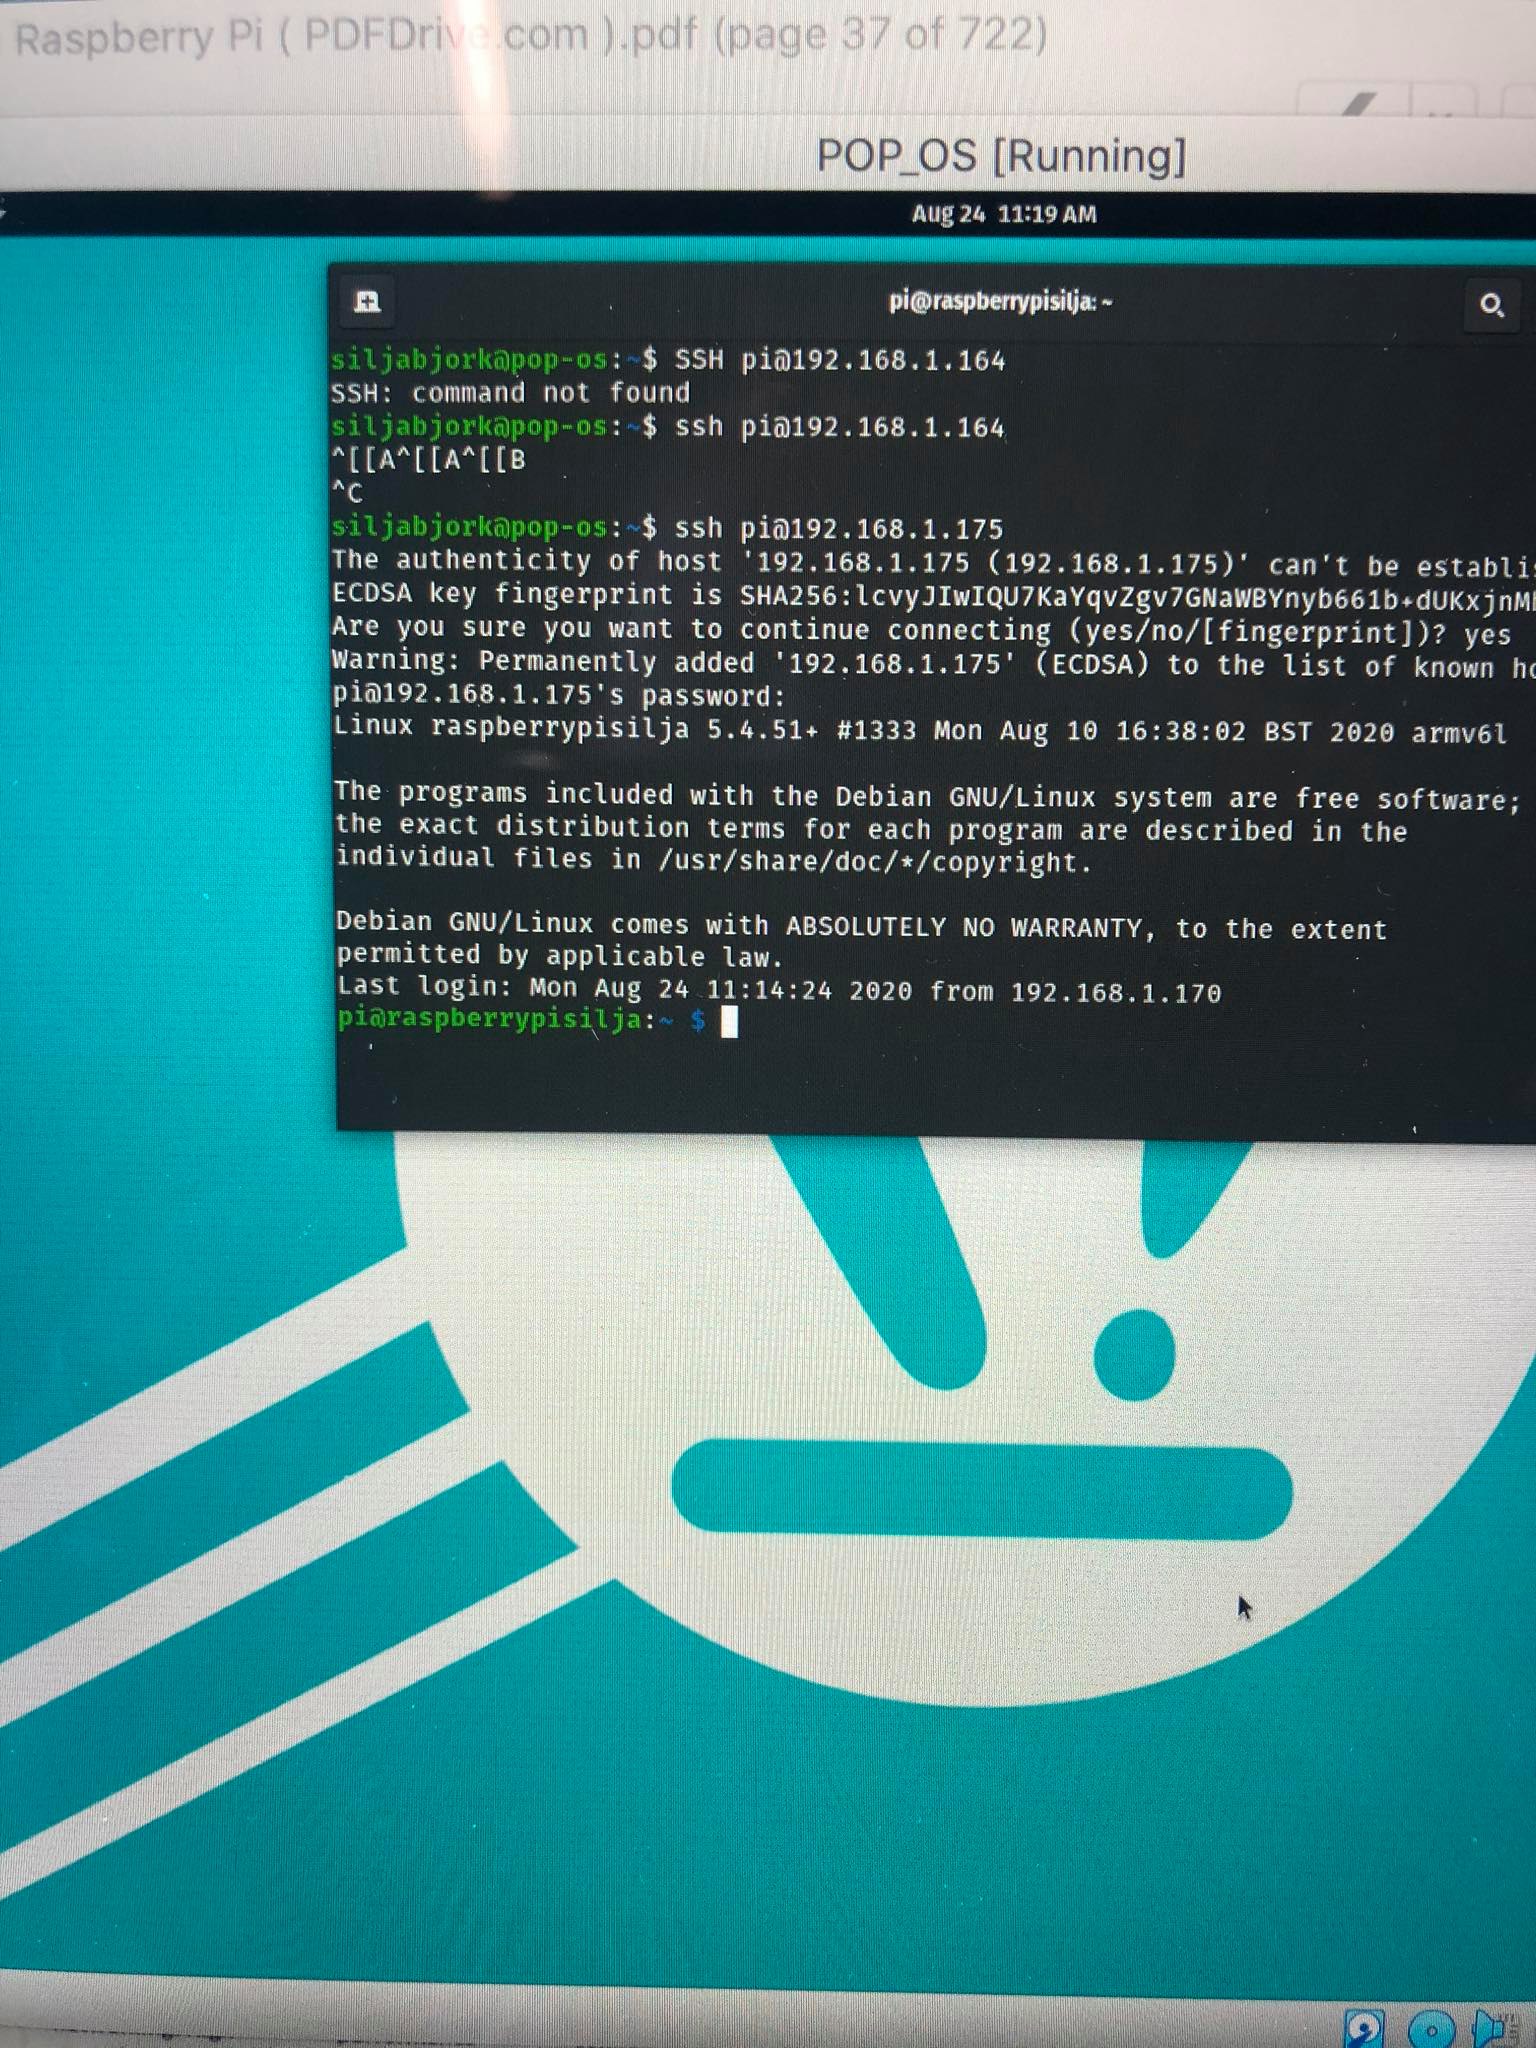 Raspberry Pi ( PDFDrive.com ).pdf (page 37 of 722)
POP_OS [Running]
Aug 24 11:19 AM
pi@raspberrypisilja: ~
siljabjork@pop-os:~$ SSH pi@192.168.1.164
SSH: command not found
siljabjork@pop-os:~$ ssh pi@192.168.1.164
^[[A^[[A^[[B
^C
siljabjork@pop-os:~$ ssh pi@192.168.1.175
The authenticity of host '192.168.1.175 (192.168.1.175)' can't be establi
ECDSA key fingerprint is SHA256:lcvyJIwIQU7KaYqvZgv7GNaWBYnyb661b+dUKxjnM
Are you sure you want to continue connecting (yes/no/[fingerprint])? yes
Warning: Permanently added '192.168.1.175' (ECDSA) to the list of known ho
pi@192.168.1.175's password:
Linux raspberrypisilja 5.4.51+ #1333 Mon Aug 10 16:38:02 BST 2020 armv6l
The programs included with the Debian GNU/Linux system are free software;
the exact distribution terms for each program are described in the
individual files in /usr/share/doc/*/copyright.
Debian GNU/Linux comes with ABSOLUTELY NO WARRANTY, to the extent
permitted by applicable law.
Last login: Mon Aug 24 11:14:24 2020 from 192.168.1.170
pi@raspberrypisilja:~ $